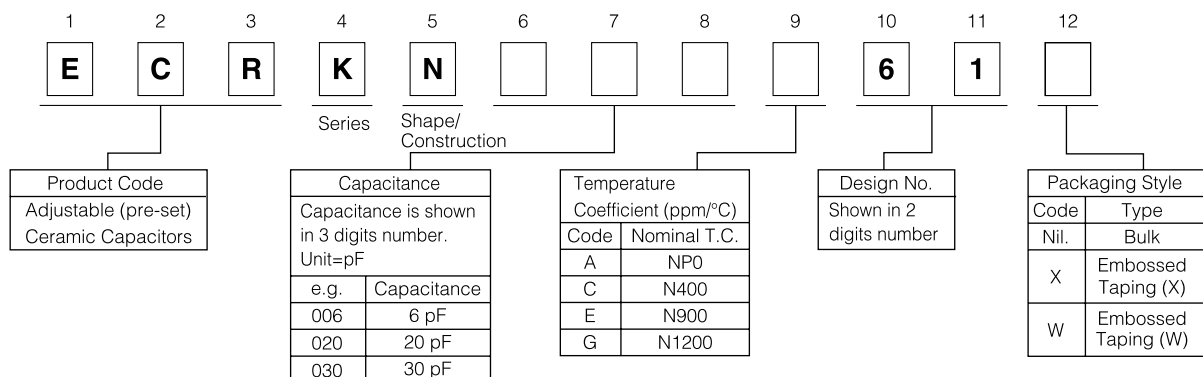 1 2 3 4 5 6 7 8 9 10 11 12
E C R K N 6 1
Series
Shape/
Construction
Product Code
Adjustable (pre-set)
Ceramic Capacitors
Capacitance
Capacitance is shown
in 3 digits number.
Unit=pF
e.g. Capacitance
006 6 pF
020 20 pF
030 30 pF
Temperature
Coefficient (ppm/°C)
Code Nominal T.C.
A NP0
C N400
E N900
G N1200
Design No.
Shown in 2
digits number
Packaging Style
Code Type
Nil. Bulk
X Embossed
Taping (X)
W Embossed
Taping (W)